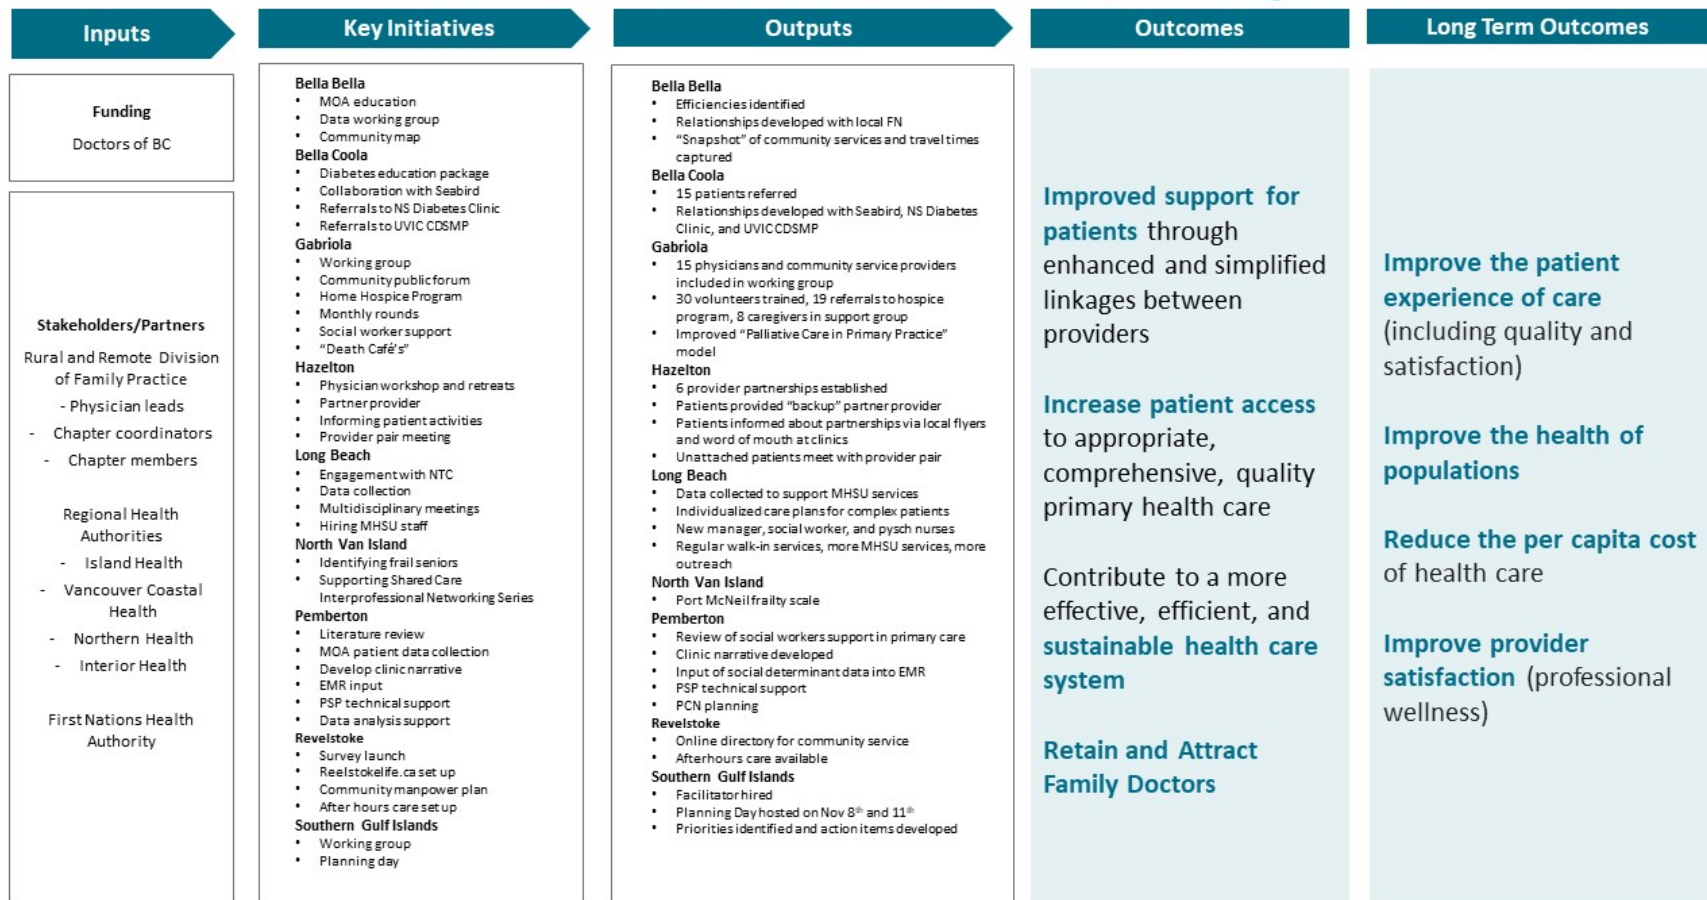 Inputs
Key Initiatives
Outputs
Outcomes
Long Term Outcomes
Funding
Doctors of BC
Stakeholders/Partners
Rural and Remote Division
of Family Practice
- Physician leads
- Chapter coordinators
- Chapter members
Regional Health
Authorities
- Island Health
- Vancouver Coastal
Health
- Northern Health
- Interior Health
First Nations Health
Authority
Bella Bella
• MOA education
• Data working group
• Community map
Bella Coola
• Diabetes education package
• Collaboration with Seabird
• Referrals to NS Diabetes Clinic
• Referrals to UVIC CDSMP
Gabriola
• Working group
• Community public forum
• Home Hospice Program
• Monthly rounds
• Social worker support
• “Death Café’s”
Hazelton
• Physician workshop and retreats
• Partner provider
• Informing patient activities
• Provider pair meeting
Long Beach
• Engagement with NTC
• Data collection
• Multidisciplinary meetings
• Hiring MHSU staff
North Van Island
• Identifying frail seniors
• Supporting Shared Care
Interprofessional Networking Series
Pemberton
• Literature review
• MOA patient data collection
• Develop clinic narrative
• EMR input
• PSP technical support
• Data analysis support
Revelstoke
• Survey launch
• Reelstokelife.ca set up
• Community manpower plan
• After hours care set up
Southern Gulf Islands
• Working group
• Planning day
Bella Bella
• Efficiencies identified
• Relationships developed with local FN
• “Snapshot” of community services and travel times
captured
Bella Coola
• 15 patients referred
• Relationships developed with Seabird, NS Diabetes
Clinic, and UVIC CDSMP
Gabriola
• 15 physicians and community service providers
included in working group
• 30 volunteers trained, 19 referrals to hospice
program, 8 caregivers in support group
• Improved “Palliative Care in Primary Practice”
model
Hazelton
• 6 provider partnerships established
• Patients provided “backup” partner provider
• Patients informed about partnerships via local flyers
and word of mouth at clinics
• Unattached patients meet with provider pair
Long Beach
• Data collected to support MHSU services
• Individualized care plans for complex patients
• New manager, social worker, and pysch nurses
• Regular walk-in services, more MHSU services, more
outreach
North Van Island
• Port McNeil frailty scale
Pemberton
• Review of social workers support in primary care
• Clinic narrative developed
• Input of social determinant data into EMR
• PSP technical support
• PCN planning
Revelstoke
• Online directory for community service
• Afterhours care available
Southern Gulf Islands
• Facilitator hired
• Planning Day hosted on Nov 8th and 11th
• Priorities identified and action items developed
Improved support for
patients through
enhanced and simplified
linkages between
providers
Increase patient access
to appropriate,
comprehensive, quality
primary health care
Contribute to a more
effective, efficient, and
sustainable health care
system
Retain and Attract
Family Doctors
Improve the patient
experience of care
(including quality and
satisfaction)
Improve the health of
populations
Reduce the per capita cost
of health care
Improve provider
satisfaction (professional
wellness)